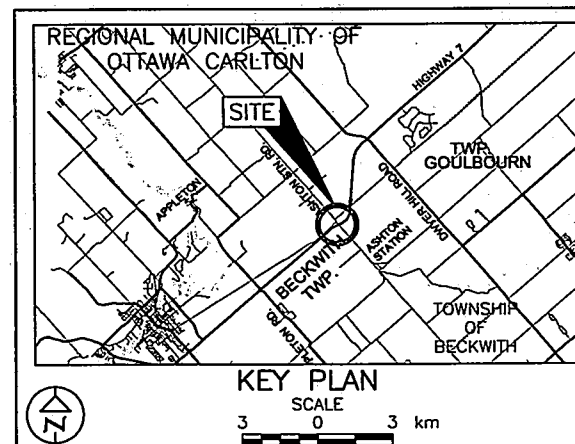 REGIONAL MUNICIPALITY OF
OTTAWA CARLTON
HIGHWAY 7
SITE
TWP.
GOULBOURN
ASHTON STN. RD.
DWYER HILL ROAD
APPLETON
ASHTON
STATION
BECKWITH
TWP.
TOWNSHIP
OF
BECKWITH
PLETON RD.
KEY PLAN
SCALE
3 0 3 km
N